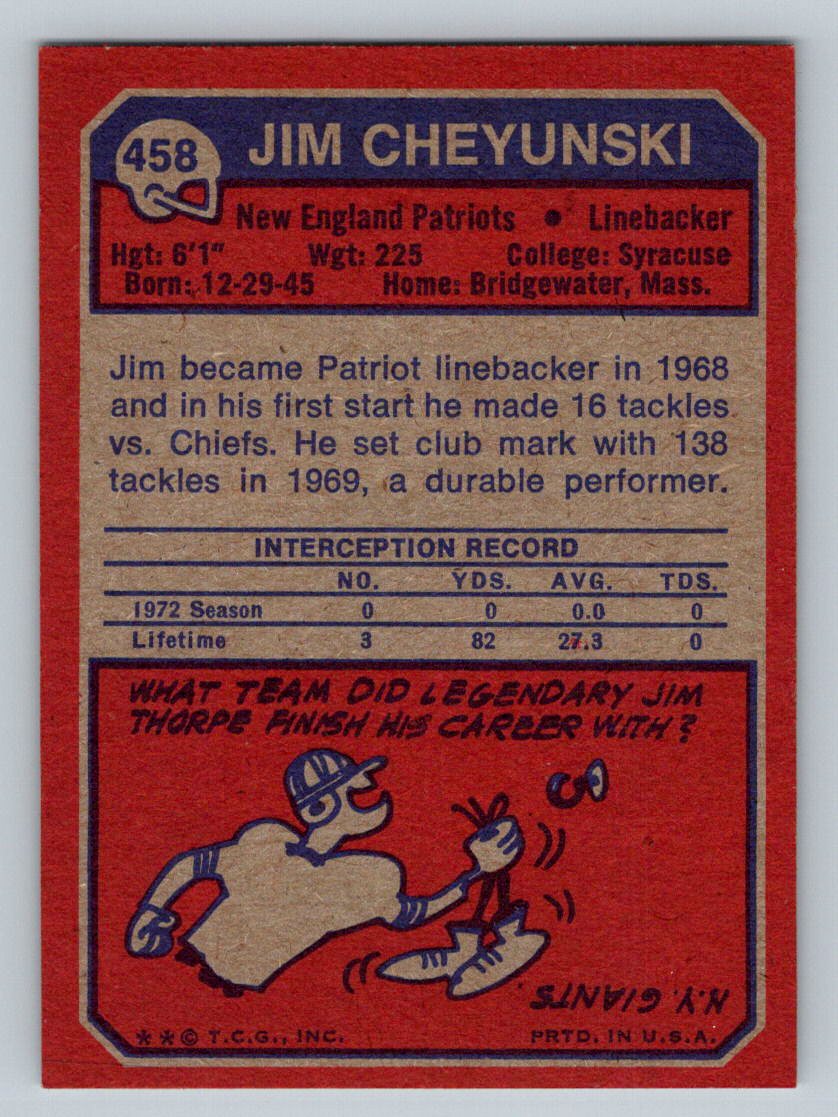 458 JIM CHEYUNSKI
New England Patriots • Linebacker
Hgt: 6'1" Wgt: 225 College: Syracuse
Born: 12-29-45 Home: Bridgewater, Mass.
Jim became Patriot linebacker in 1968
and in his first start he made 16 tackles
vs. Chiefs. He set club mark with 138
tackles in 1969, a durable performer.
INTERCEPTION RECORD
NO. YDS. AVG. TDS.
1972 Season 0 0 0.0 0
Lifetime 3 82 27.3 0
WHAT TEAM DID LEGENDARY JIM
THORPE FINISH HIS CAREER WITH?
N.Y. GIANTS
**© T.C.G., INC. PRTD. IN U.S.A.